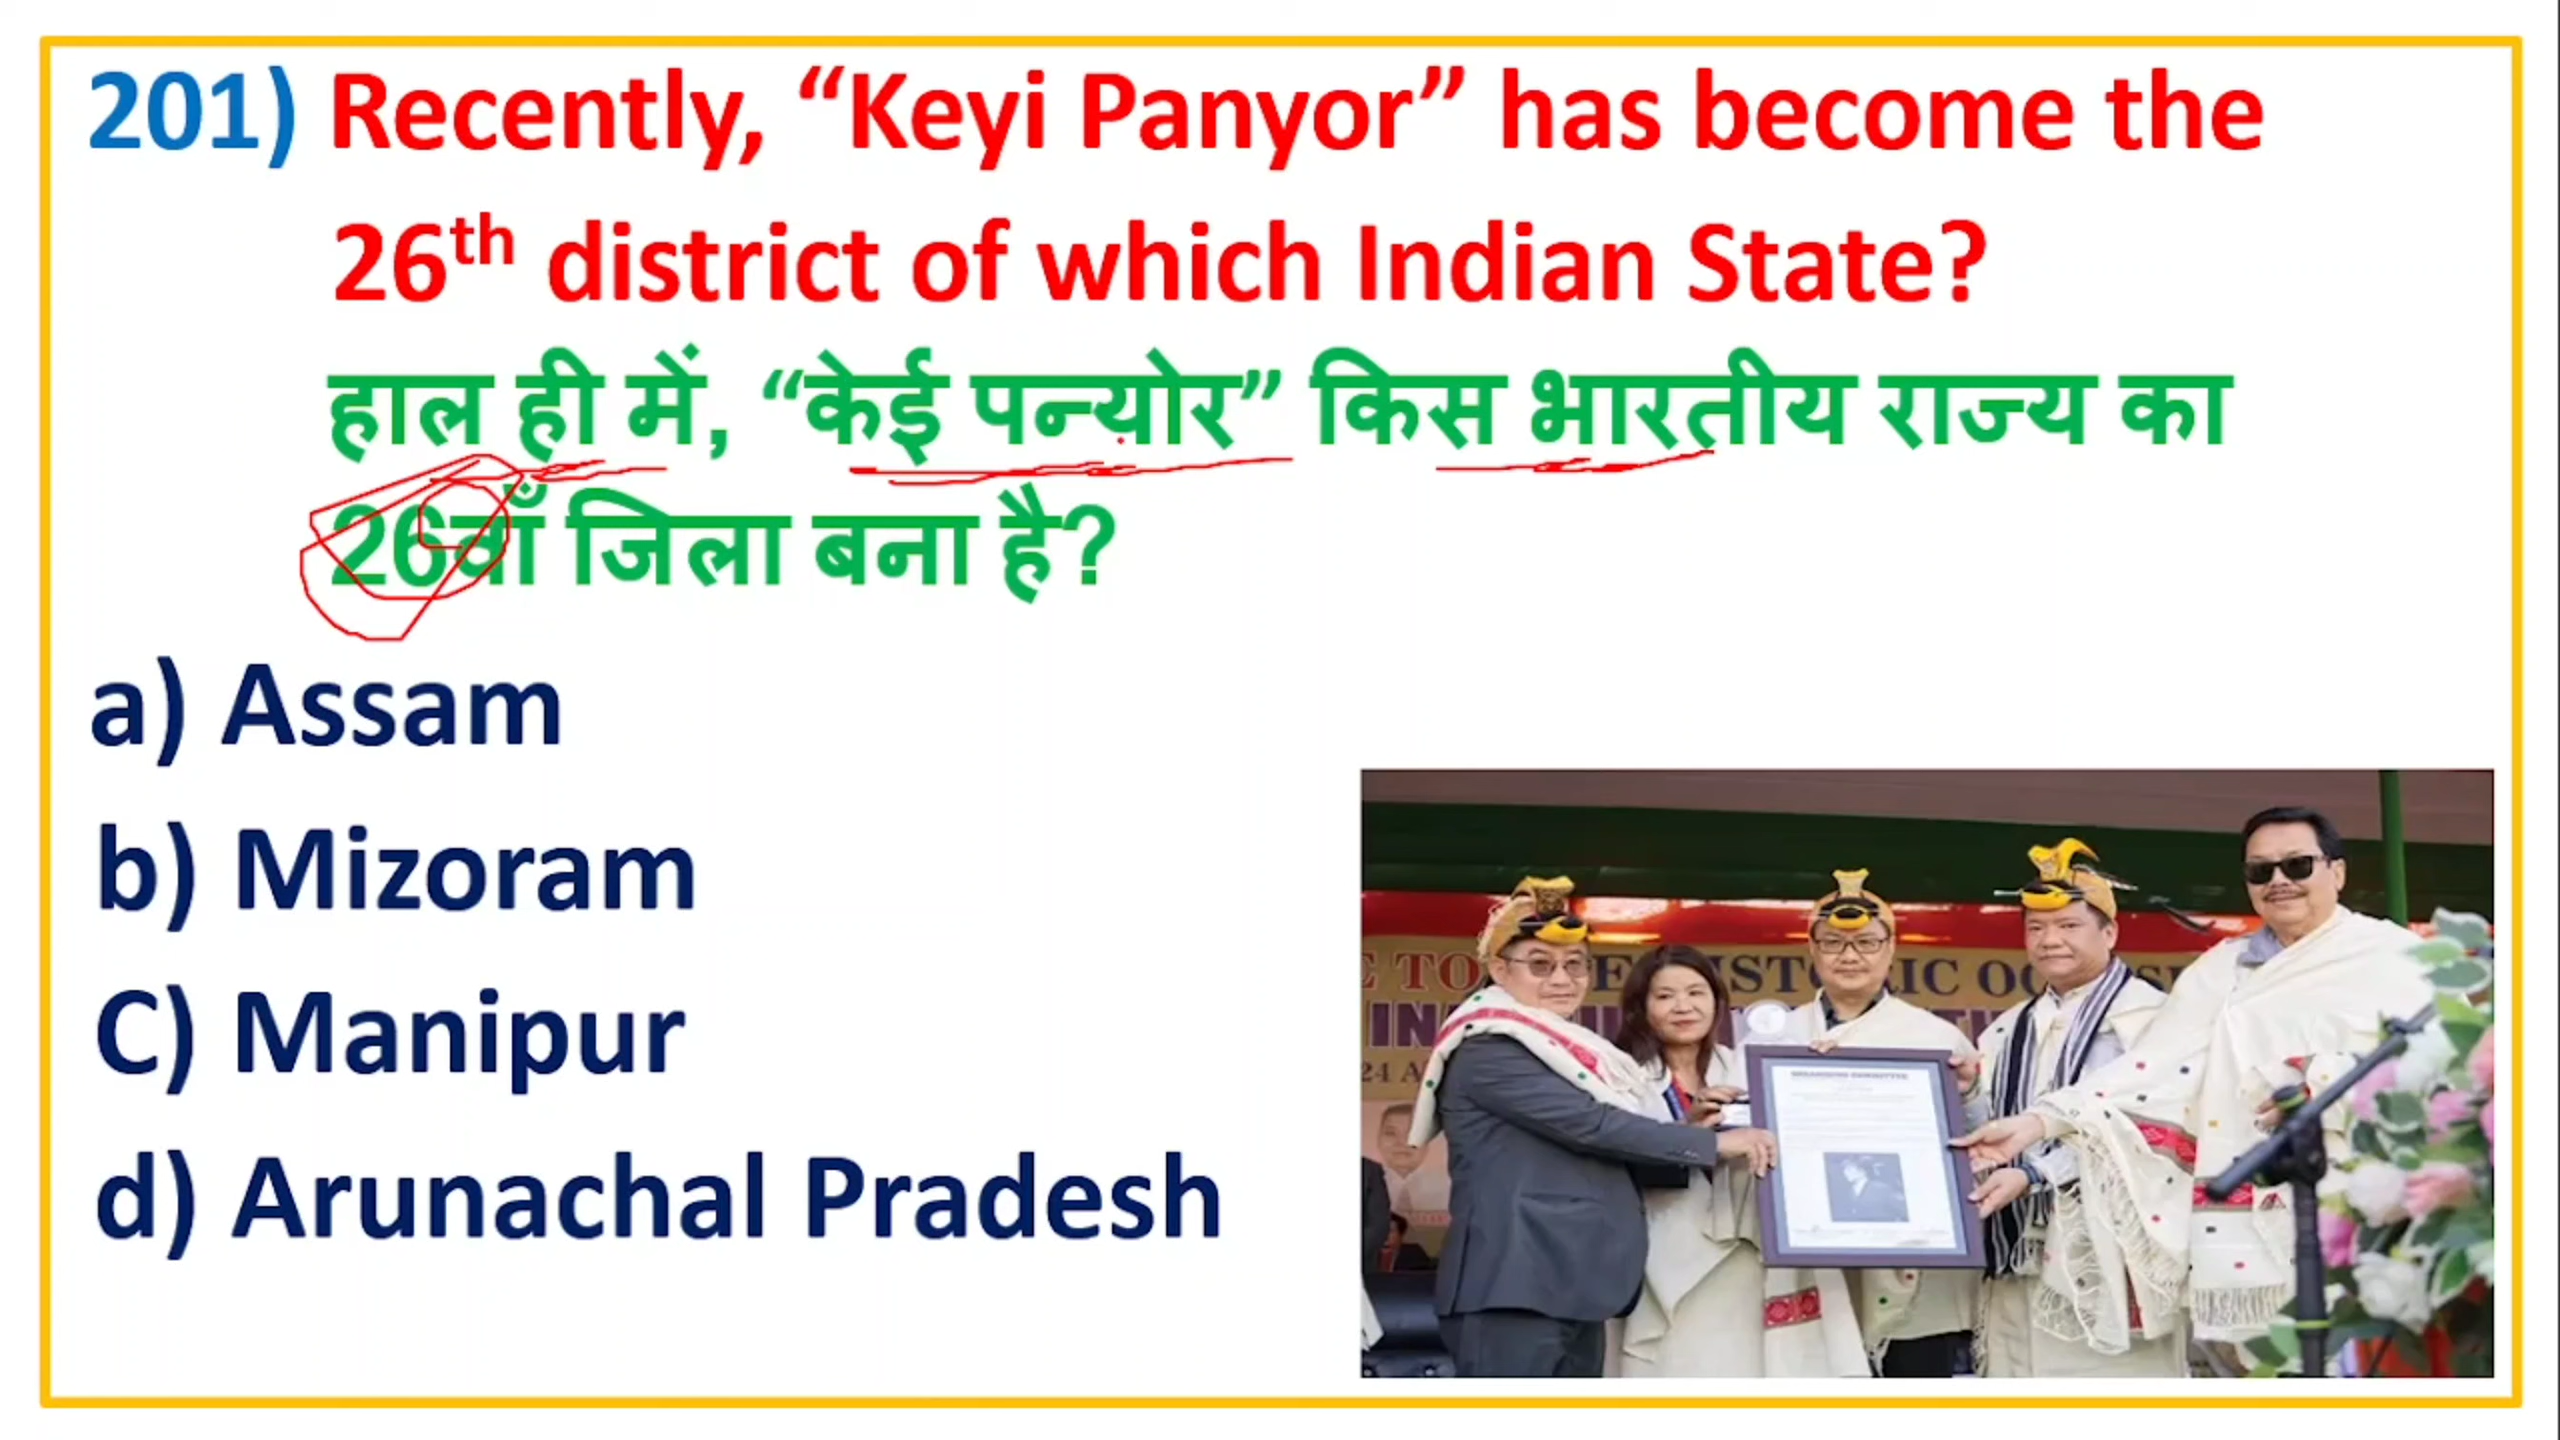 201) Recently, “Keyi Panyor” has become the
26th district of which Indian State?
हाल ही में, “केई पन्योर” किस भारतीय राज्य का
26वाँ जिला बना है?
a) Assam
b) Mizoram
C) Manipur
d) Arunachal Pradesh